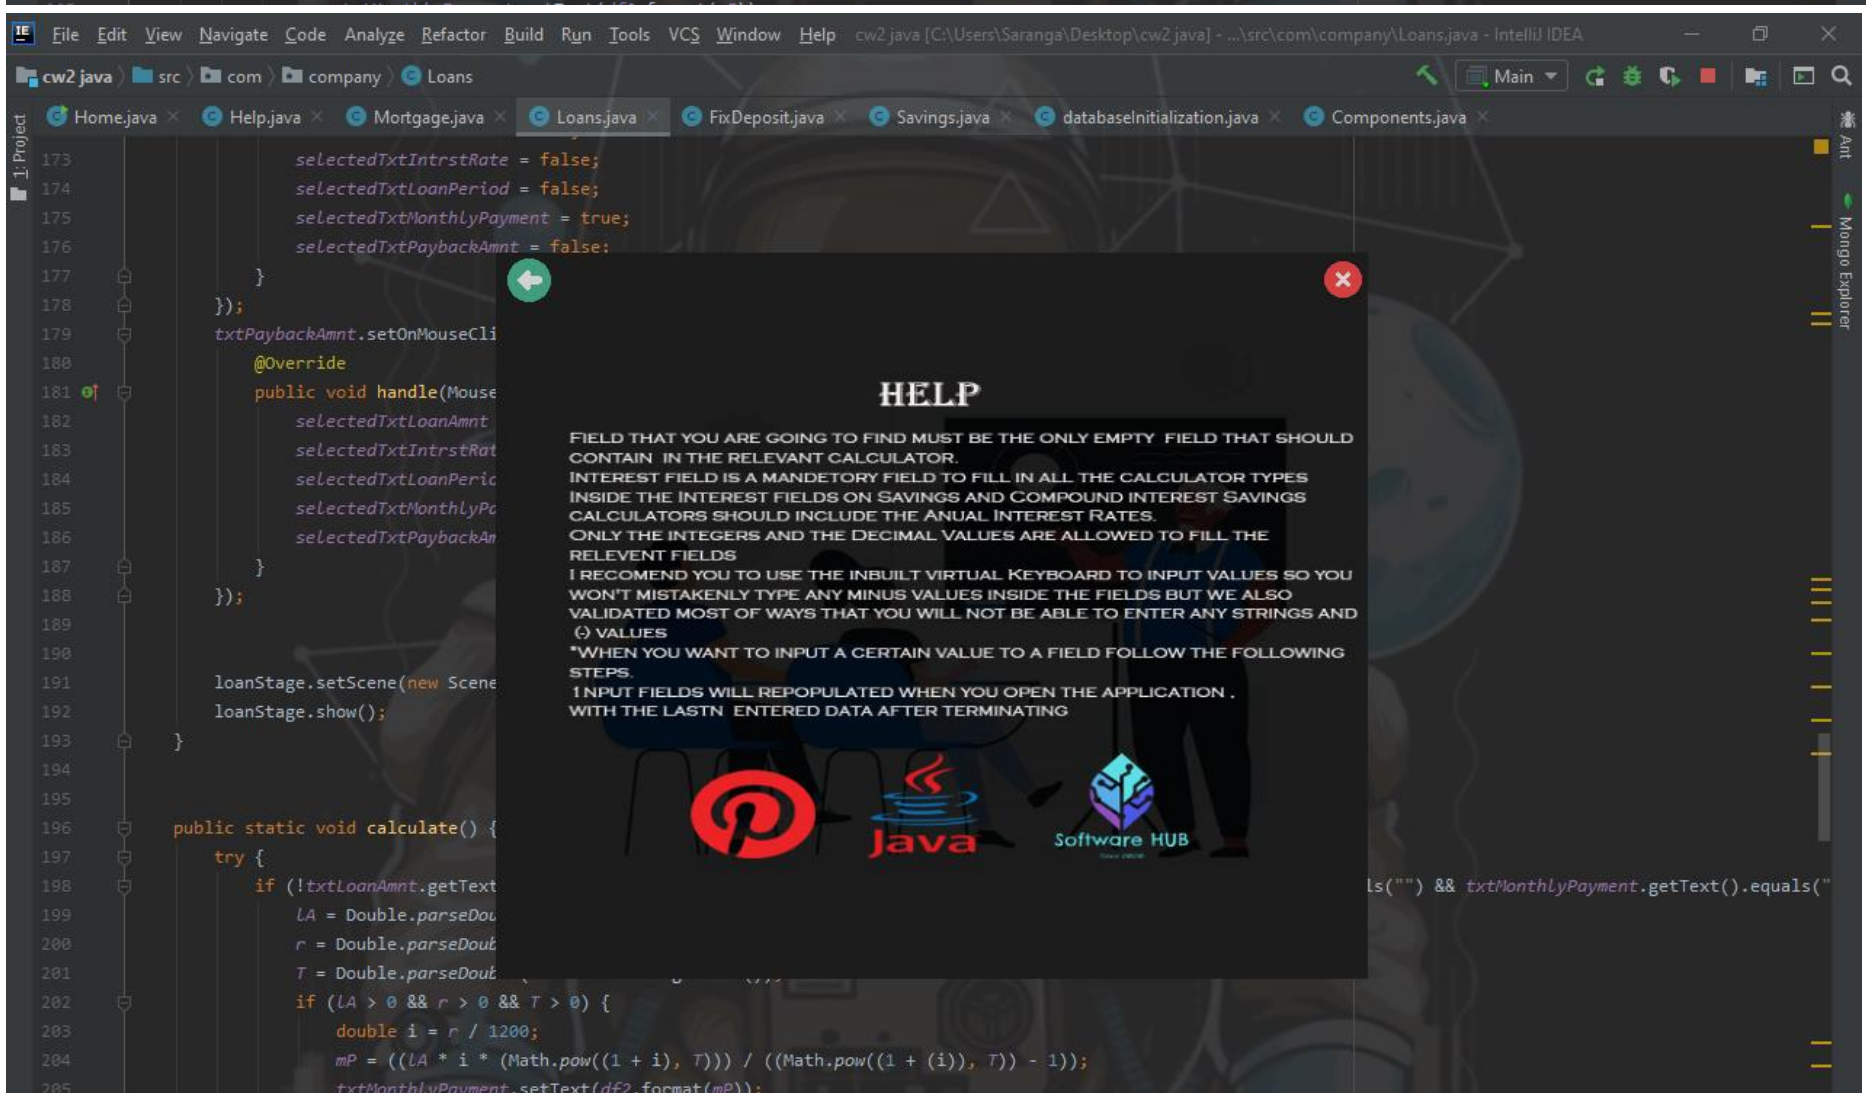 File Edit View Navigate Code Analyze Refactor Build Run Tools VCS Window Help cw2 java [C:\Users\Saranga\Desktop\cw2 java] - ...\src\com\company\Loans.java - IntelliJ IDEA
cw2 java src com company Loans Main
Home.java Help.java Mortgage.java Loans.java FixDeposit.java Savings.java databaseInitialization.java Components.java
1: Project
Ant
Mongo Explorer
173 selectedTxtIntrstRate = false;
174 selectedTxtLoanPeriod = false;
175 selectedTxtMonthlyPayment = true;
176 selectedTxtPaybackAmnt = false;
177 }
178 });
179 txtPaybackAmnt.setOnMouseCli
180 @Override
181 public void handle(Mouse
182 selectedTxtLoanAmnt
183 selectedTxtIntrstRat
184 selectedTxtLoanPeric
185 selectedTxtMonthlyPa
186 selectedTxtPaybackAm
187 }
188 });
189
190
191 loanStage.setScene(new Scene
192 loanStage.show();
193 }
194
195
196 public static void calculate() {
197 try {
198 if (!txtLoanAmnt.getText ls("") && txtMonthlyPayment.getText().equals("
199 lA = Double.parseDou
200 r = Double.parseDoub
201 T = Double.parseDoub
202 if (lA > 0 && r > 0 && T > 0) {
203 double i = r / 1200;
204 mP = ((lA * i * (Math.pow((1 + i), T))) / ((Math.pow((1 + (i)), T)) - 1));
205 txtMonthlyPayment.setText(df2.format(mP));
HELP
FIELD THAT YOU ARE GOING TO FIND MUST BE THE ONLY EMPTY FIELD THAT SHOULD
CONTAIN IN THE RELEVANT CALCULATOR.
INTEREST FIELD IS A MANDETORY FIELD TO FILL IN ALL THE CALCULATOR TYPES
INSIDE THE INTEREST FIELDS ON SAVINGS AND COMPOUND INTEREST SAVINGS
CALCULATORS SHOULD INCLUDE THE ANUAL INTEREST RATES.
ONLY THE INTEGERS AND THE DECIMAL VALUES ARE ALLOWED TO FILL THE
RELEVENT FIELDS
I RECOMEND YOU TO USE THE INBUILT VIRTUAL KEYBOARD TO INPUT VALUES SO YOU
WON'T MISTAKENLY TYPE ANY MINUS VALUES INSIDE THE FIELDS BUT WE ALSO
VALIDATED MOST OF WAYS THAT YOU WILL NOT BE ABLE TO ENTER ANY STRINGS AND
(-) VALUES
*WHEN YOU WANT TO INPUT A CERTAIN VALUE TO A FIELD FOLLOW THE FOLLOWING
STEPS.
1NPUT FIELDS WILL REPOPULATED WHEN YOU OPEN THE APPLICATION ,
WITH THE LASTN ENTERED DATA AFTER TERMINATING
Java
Software HUB